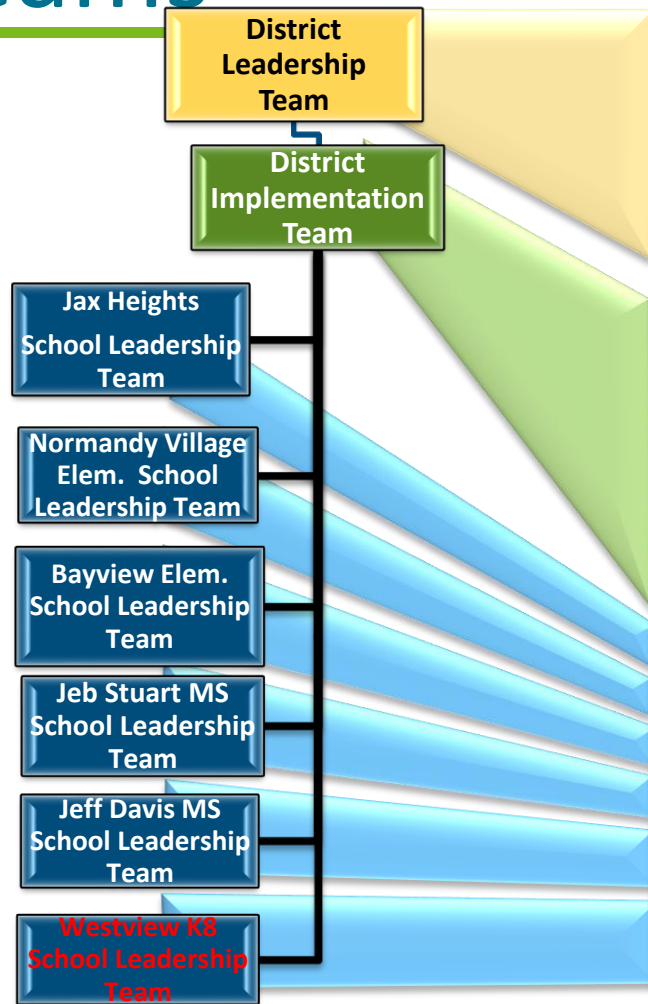 District
Leadership
Team
District
Implementation
Team
Jax Heights
School Leadership
Team
Normandy Village
Elem. School
Leadership Team
Bayview Elem.
School Leadership
Team
Jeb Stuart MS
School Leadership
Team
Jeff Davis MS
School Leadership
Team
Westview K8
School Leadership
Team